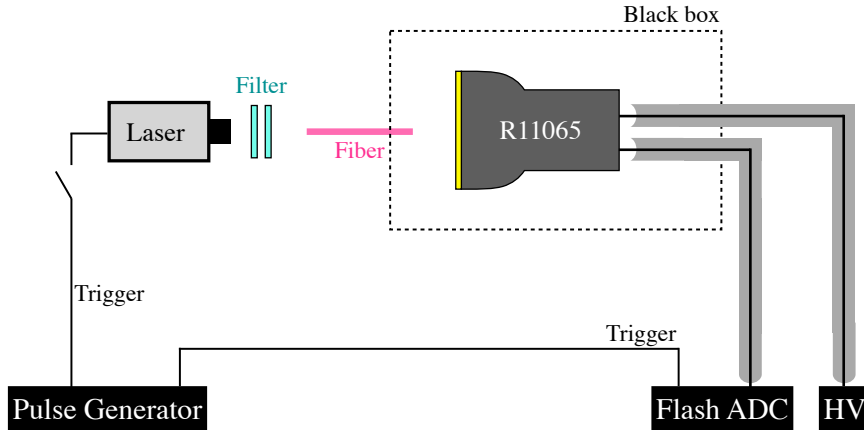 Black box
Filter
Laser
R11065
Fiber
Trigger
Trigger
Pulse Generator
Flash ADC
HV